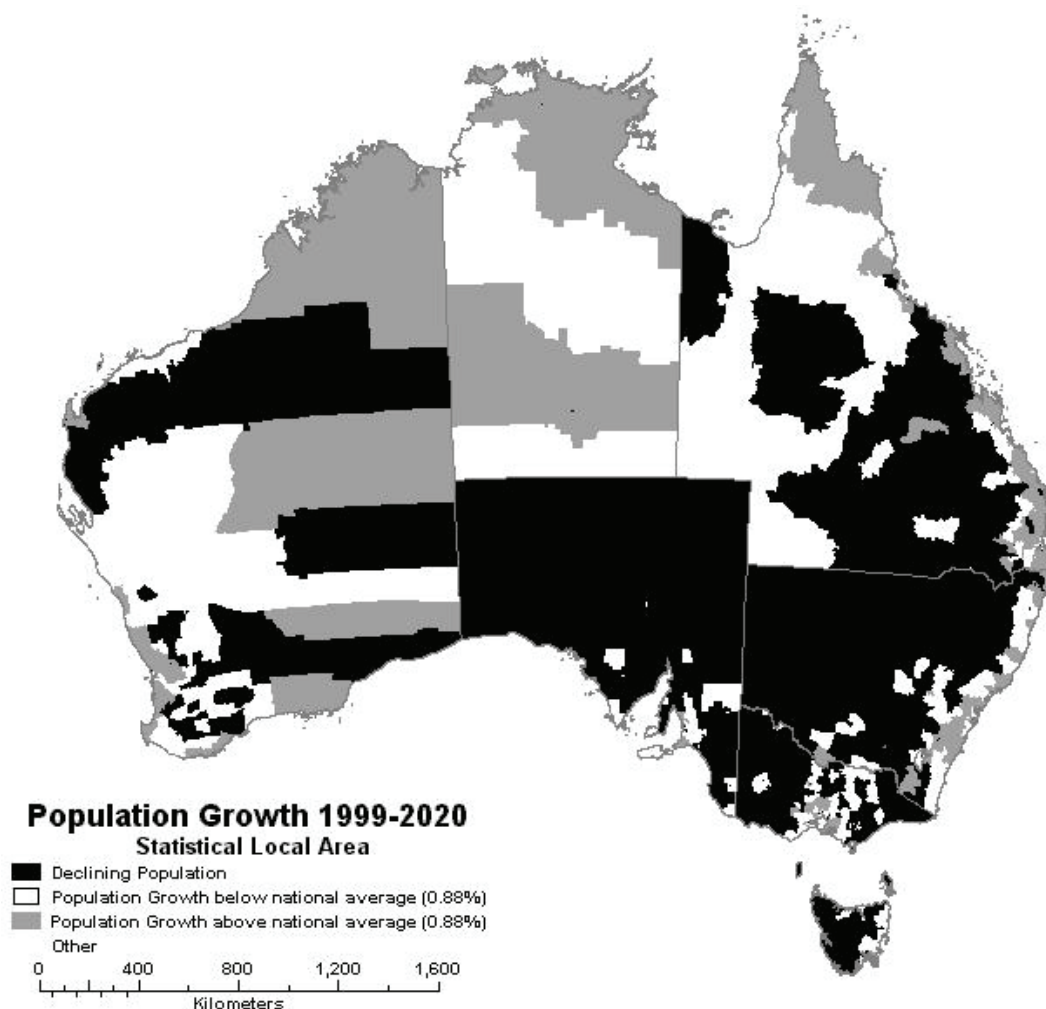 Population Growth 1999-2020
Statistical Local Area
Declining Population
Population Growth below national average (0.88%)
Population Growth above national average (0.88%)
Other
0 400 800 1,200 1,600
Kilometers